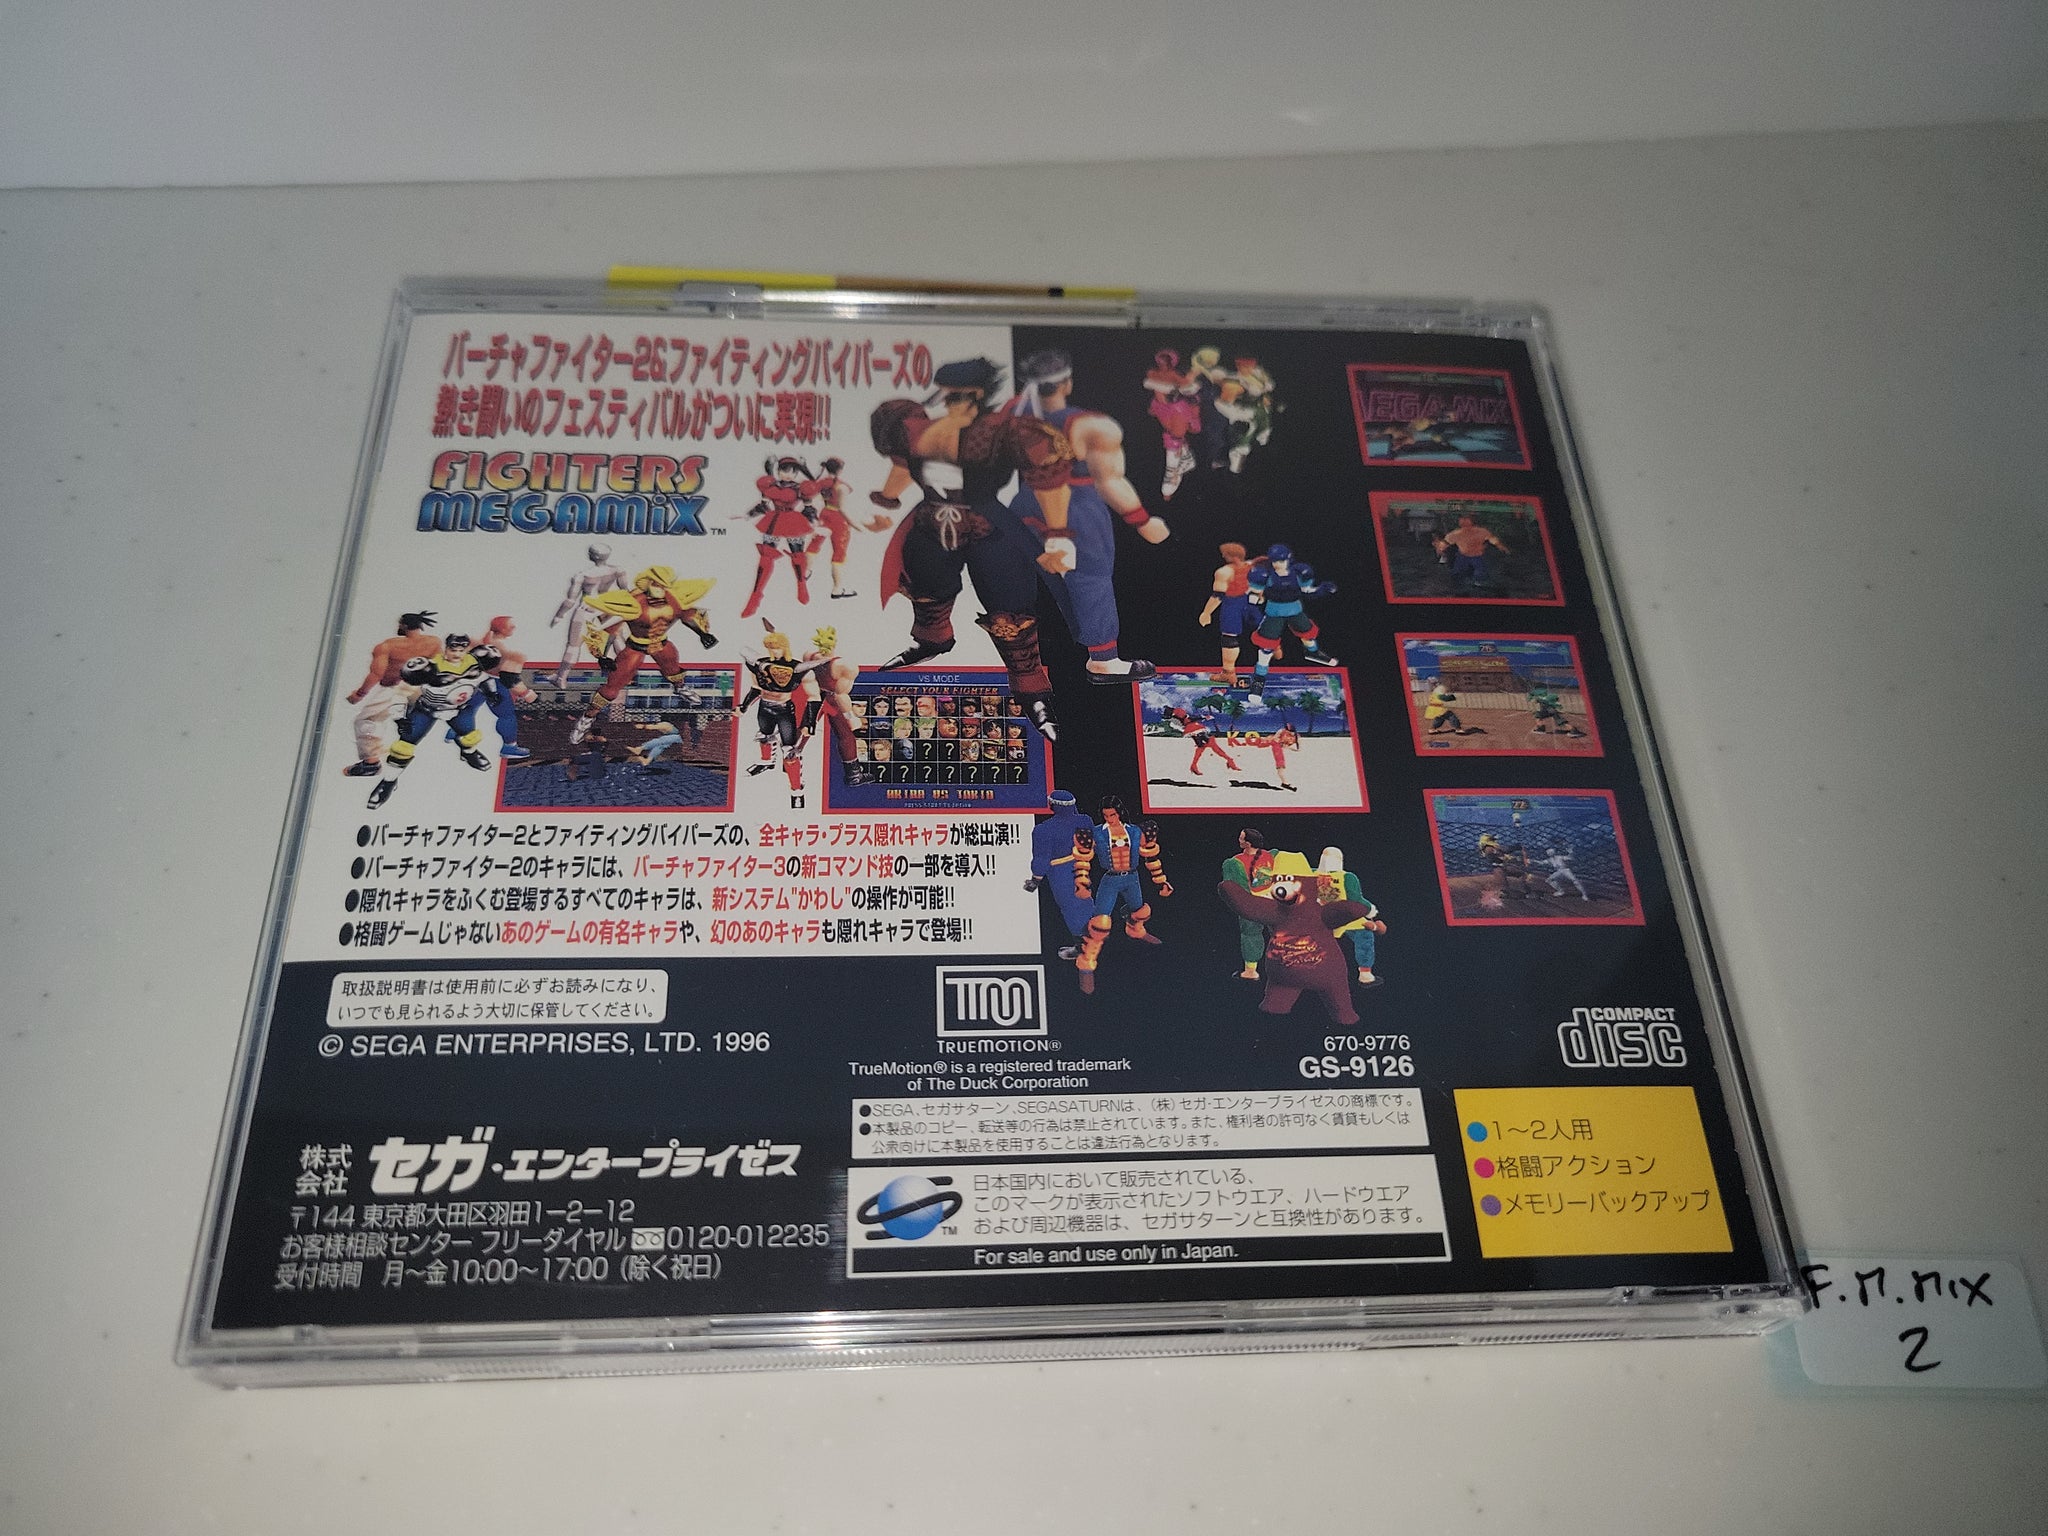 バーチャファイター2&ファイティングバイパーズの
熱き闘いのフェスティバルがついに実現!!
FIGHTERS
MEGAMiX™
VS MODE
SELECT YOUR FIGHTER
? ?
? ? ? ? ? ? ?
AKIRA VS TOKIO
K.O.
EGA MIX
●バーチャファイター2とファイティングバイパーズの、全キャラ・プラス隠れキャラが総出演!!
●バーチャファイター2のキャラには、バーチャファイター3の新コマンド技の一部を導入!!
●隠れキャラをふくむ登場するすべてのキャラは、新システム"かわし"の操作が可能!!
●格闘ゲームじゃないあのゲームの有名キャラや、幻のあのキャラも隠れキャラで登場!!
取扱説明書は使用前に必ずお読みになり、
いつでも見られるよう大切に保管してください。
© SEGA ENTERPRISES, LTD. 1996
TRUEMOTION®
TrueMotion® is a registered trademark
of The Duck Corporation
670-9776
GS-9126
COMPACT
disc
●SEGA、セガサターン、SEGASATURNは、(株)セガ・エンタープライゼスの商標です。
●本製品のコピー、転送等の行為は禁止されています。また、権利者の許可なく賃貸もしくは
公衆向けに本製品を使用することは違法行為となります。
株式会社 セガ・エンタープライゼス
〒144 東京都大田区羽田1-2-12
お客様相談センター フリーダイヤル 0120-012235
受付時間 月〜金10:00〜17:00(除く祝日)
日本国内において販売されている、
このマークが表示されたソフトウエア、ハードウエア
および周辺機器は、セガサターンと互換性があります。
TM
For sale and use only in Japan.
●1〜2人用
●格闘アクション
●メモリーバックアップ
F.M.MIX
2